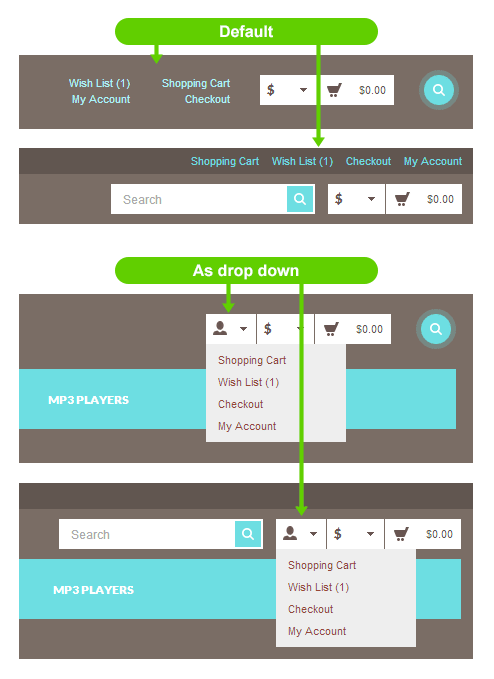 Default
Wish List (1) Shopping Cart $ $0.00
My Account Checkout
Shopping Cart Wish List (1) Checkout My Account
Search $ $0.00
As drop down
$ $0.00
Shopping Cart
Wish List (1)
Checkout
My Account
MP3 PLAYERS
Search $ $0.00
Shopping Cart
Wish List (1)
Checkout
My Account
MP3 PLAYERS